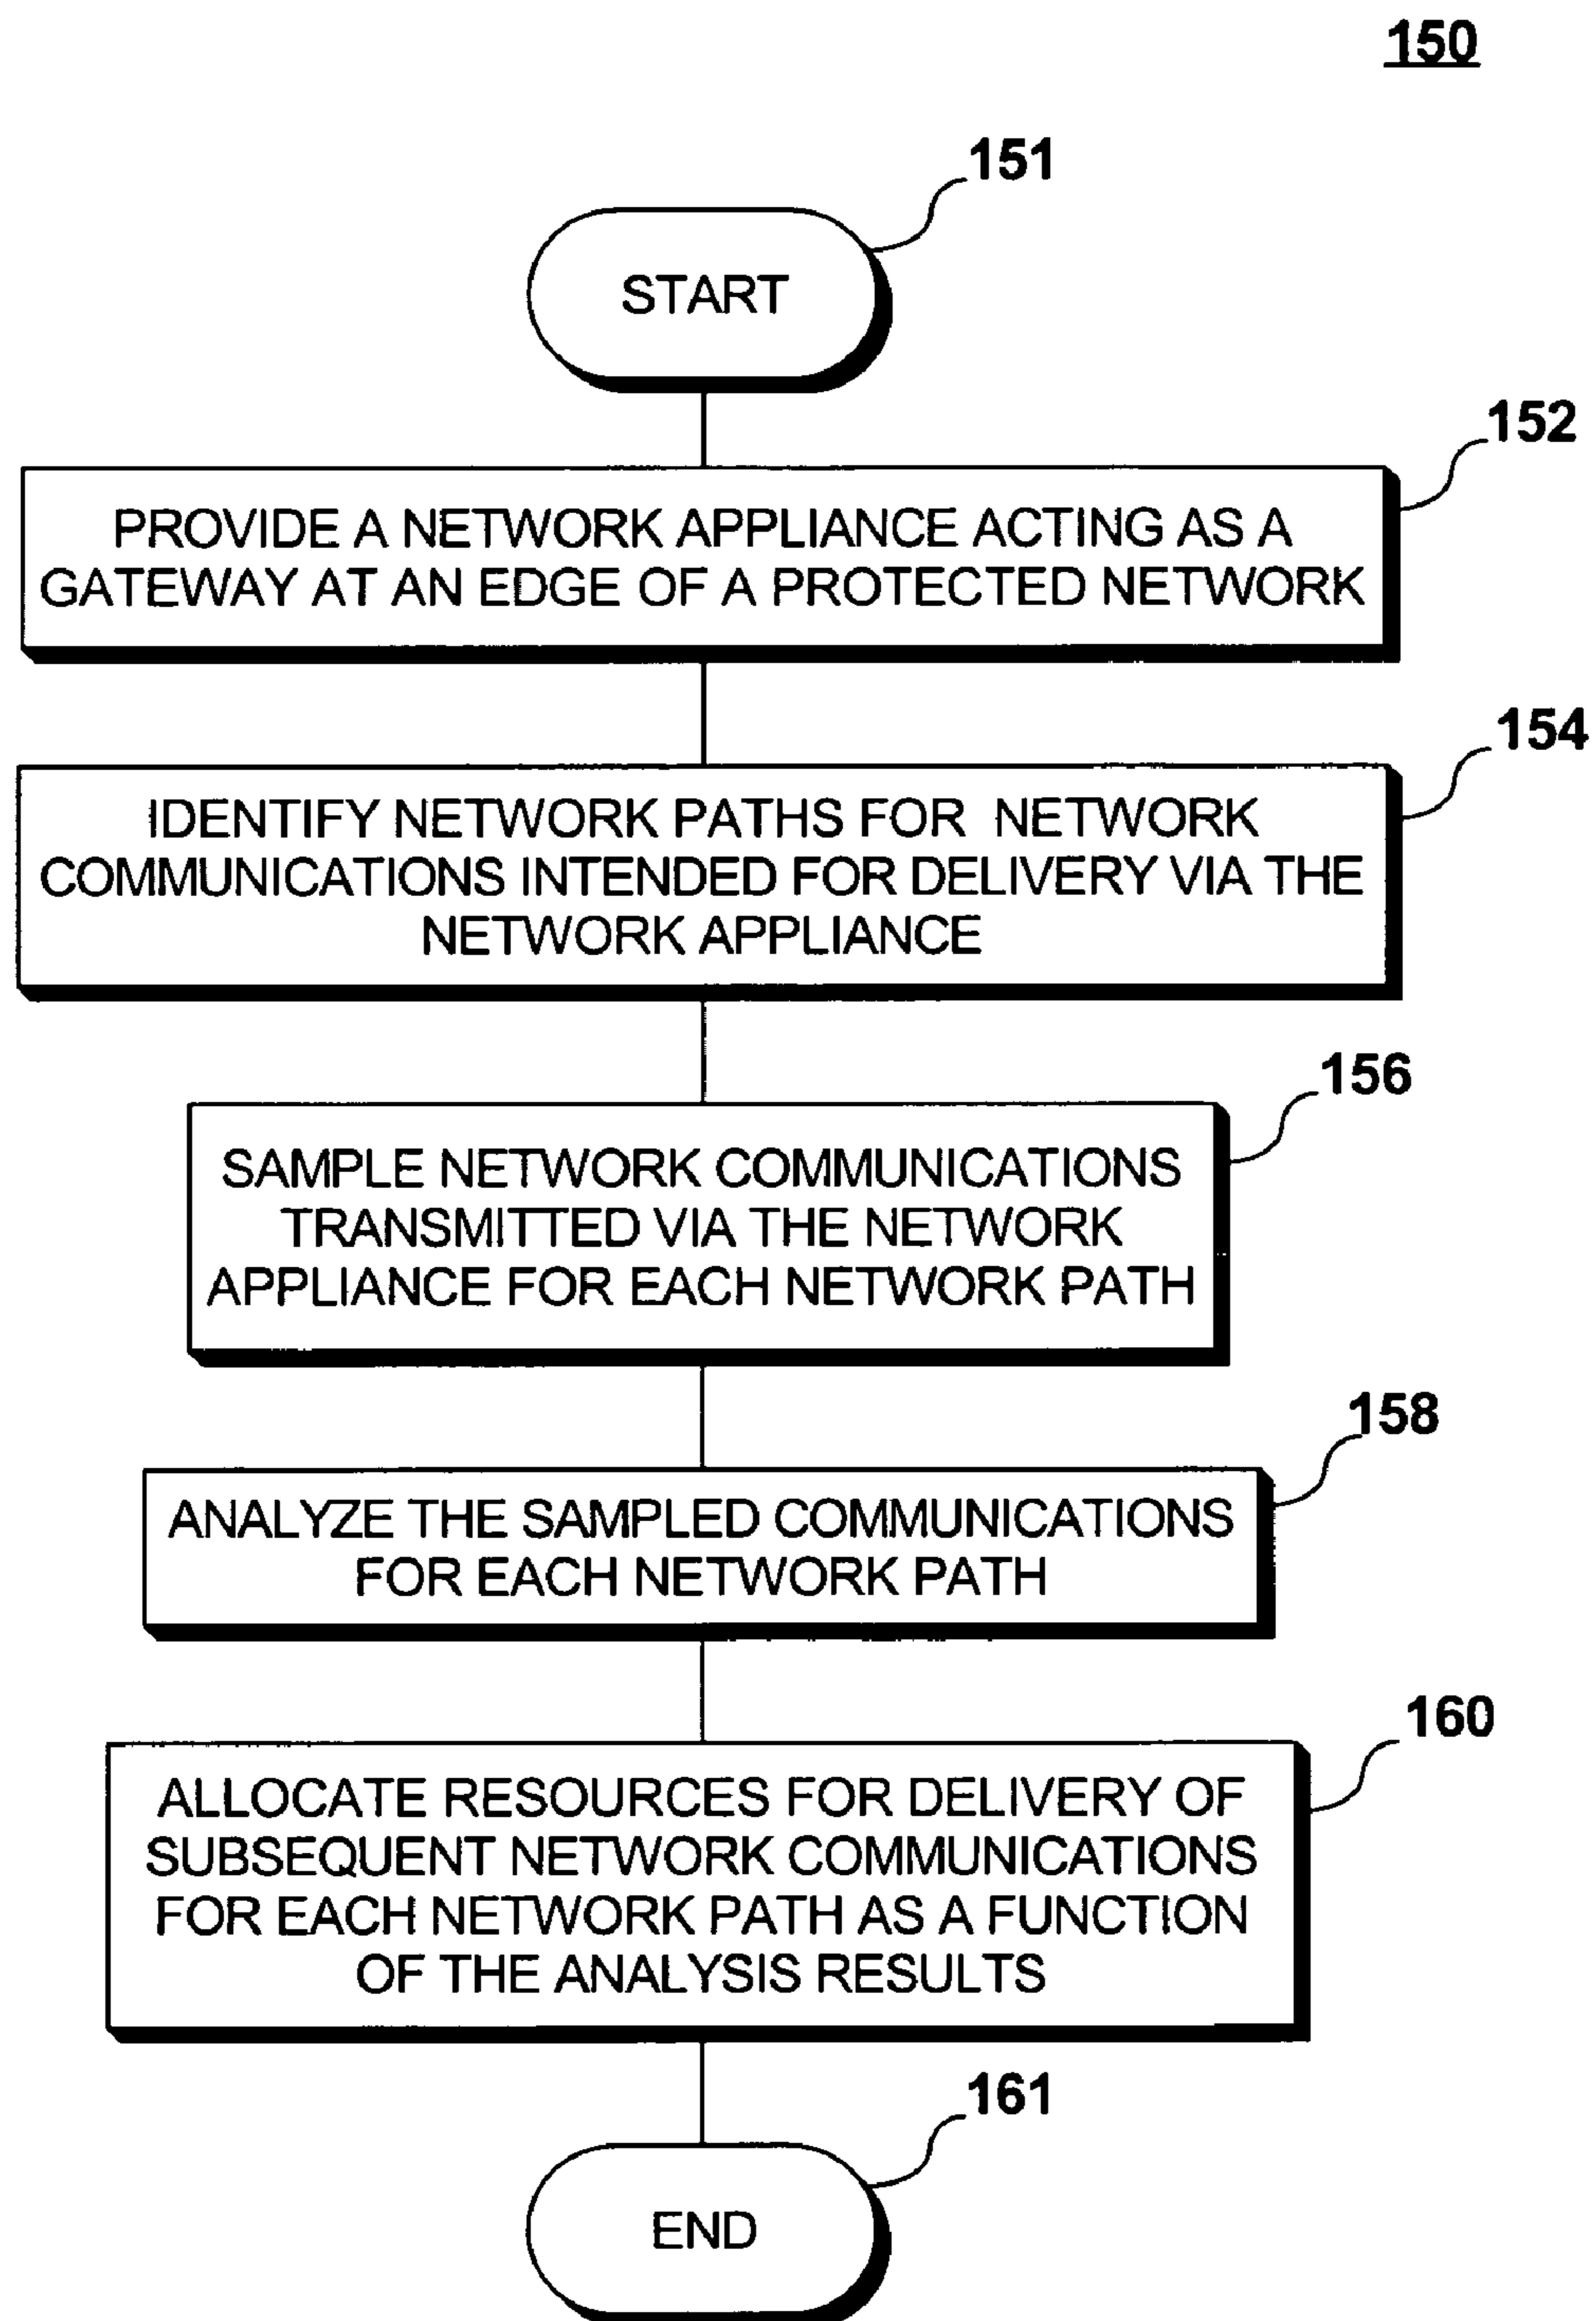 150
151
START
152
PROVIDE A NETWORK APPLIANCE ACTING AS A
GATEWAY AT AN EDGE OF A PROTECTED NETWORK
154
IDENTIFY NETWORK PATHS FOR NETWORK
COMMUNICATIONS INTENDED FOR DELIVERY VIA THE
NETWORK APPLIANCE
156
SAMPLE NETWORK COMMUNICATIONS
TRANSMITTED VIA THE NETWORK
APPLIANCE FOR EACH NETWORK PATH
158
ANALYZE THE SAMPLED COMMUNICATIONS
FOR EACH NETWORK PATH
160
ALLOCATE RESOURCES FOR DELIVERY OF
SUBSEQUENT NETWORK COMMUNICATIONS
FOR EACH NETWORK PATH AS A FUNCTION
OF THE ANALYSIS RESULTS
161
END